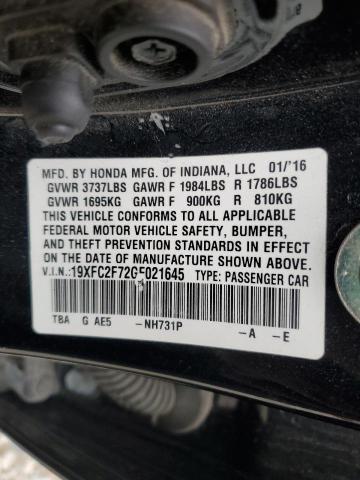 MFD. BY HONDA MFG. OF INDIANA, LLC 01/'16
GVWR 3737LBS GAWR F 1984LBS R 1786LBS
GVWR 1695KG GAWR F 900KG R 810KG
THIS VEHICLE CONFORMS TO ALL APPLICABLE
FEDERAL MOTOR VEHICLE SAFETY, BUMPER,
AND THEFT PREVENTION STANDARDS IN EFFECT
ON THE DATE OF MANUFACTURE SHOWN ABOVE.
V.I.N.:19XFC2F72GE021645 TYPE: PASSENGER CAR
TBA G AE5 -NH731P -A -E